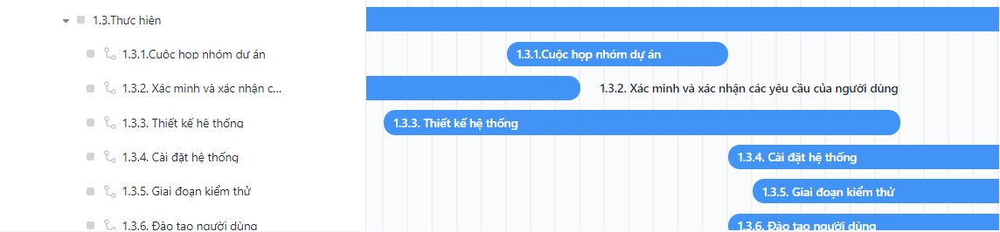 1.3.Thực hiện
1.3.1.Cuộc họp nhóm dự án
1.3.1.Cuộc họp nhóm dự án
1.3.2. Xác minh và xác nhận c...
1.3.2. Xác minh và xác nhận các yêu cầu của người dùng
1.3.3. Thiết kế hệ thống
1.3.3. Thiết kế hệ thống
1.3.4. Cài đặt hệ thống
1.3.4. Cài đặt hệ thống
1.3.5. Giai đoạn kiểm thử
1.3.5. Giai đoạn kiểm thử
1.3.6. Đào tạo người dùng
1.3.6. Đào tạo người dùng